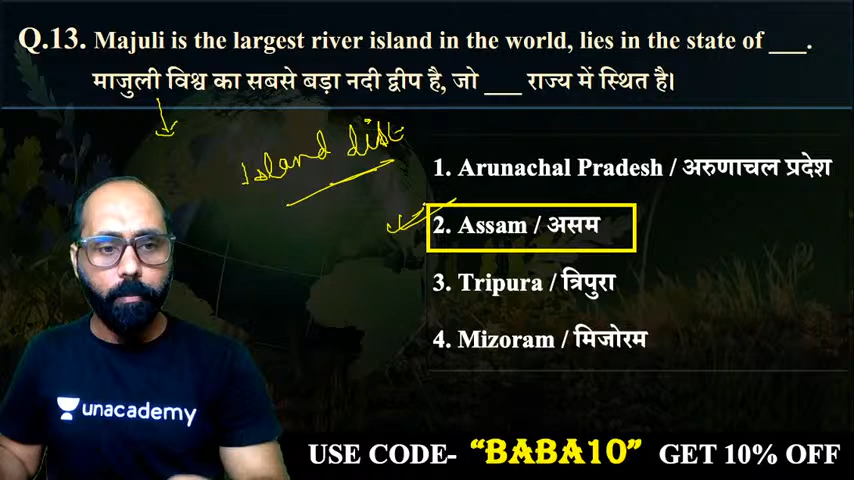 Q.13. Majuli is the largest river island in the world, lies in the state of ___.
माजुली विश्व का सबसे बड़ा नदी द्वीप है, जो ___ राज्य में स्थित है।
Island dist
1. Arunachal Pradesh / अरुणाचल प्रदेश
2. Assam / असम
3. Tripura / त्रिपुरा
4. Mizoram / मिजोरम
unacademy
USE CODE- “BABA10” GET 10% OFF